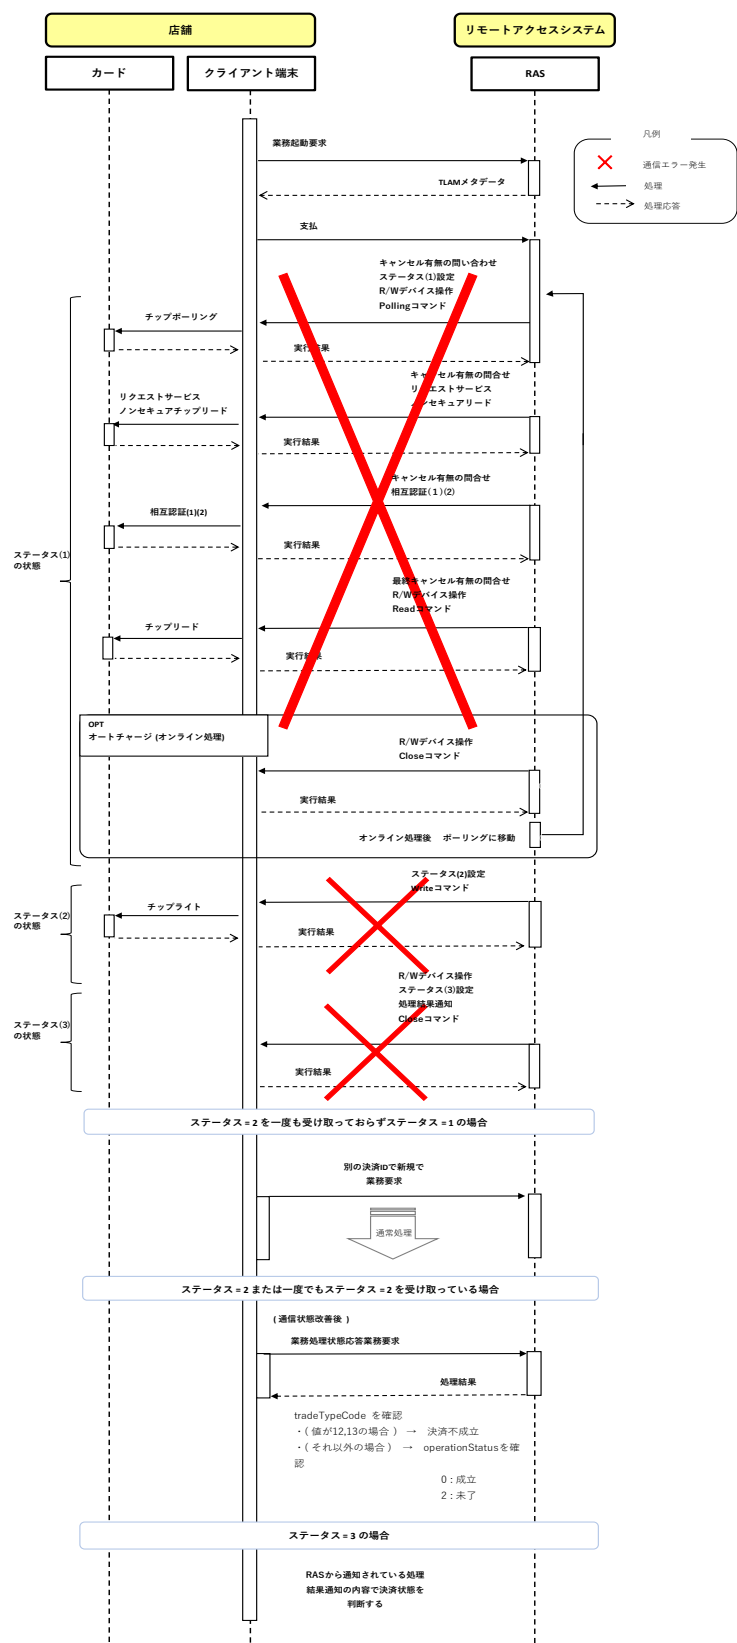 店舗
リモートアクセスシステム
カード
クライアント端末
RAS
凡例
通信エラー発生
処理
処理応答
業務起動要求
TLAMメタデータ
支払
キャンセル有無の問い合わせ
ステータス(1)設定
R/Wデバイス操作
Pollingコマンド
チップポーリング
実行結果
キャンセル有無の問合せ
リクエストサービス
ノンセキュアリード
リクエストサービス
ノンセキュアチップリード
実行結果
キャンセル有無の問合せ
相互認証(１)(2)
相互認証(1)(2)
実行結果
ステータス(1)
の状態
最終キャンセル有無の問合せ
R/Wデバイス操作
Readコマンド
チップリード
実行結果
OPT
オートチャージ (オンライン処理)
R/Wデバイス操作
Closeコマンド
実行結果
オンライン処理後　ポーリングに移動
ステータス(2)設定
Writeコマンド
チップライト
ステータス(2)
の状態
実行結果
R/Wデバイス操作
ステータス(3)設定
処理結果通知
Closeコマンド
ステータス(3)
の状態
実行結果
ステータス = 2 を一度も受け取っておらずステータス =1 の場合
別の決済IDで新規で
業務要求
通常処理
ステータス = 2 または一度でもステータス =2 を受け取っている場合
( 通信状態改善後 )
業務処理状態応答業務要求
処理結果
tradeTypeCode を確認
・( 値が12,13の場合 )　→　決済不成立
・( それ以外の場合 )　→　operationStatusを確
認
0 : 成立
2 : 未了
ステータス = 3 の場合
RASから通知されている処理
結果通知の内容で決済状態を
判断する